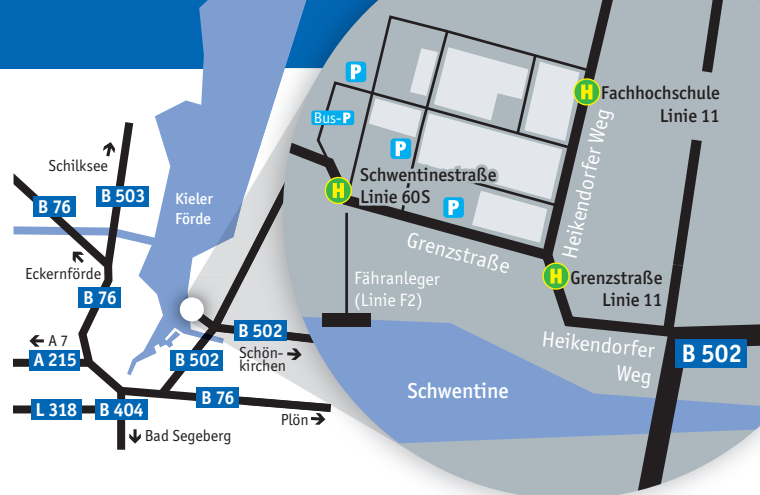 Schilksee
B 503
B 76
Kieler
Förde
Eckernförde
B 76
A 7
A 215
B 502
B 502
Schön-
kirchen
L 318
B 404
B 76
Plön
Bad Segeberg
P
Bus-P
P
P
H
Schwentinestraße
Linie 60S
H
Fachhochschule
Linie 11
Heikendorfer Weg
Grenzstraße
H
Grenzstraße
Linie 11
Fähranleger
(Linie F2)
Heikendorfer
Weg
B 502
Schwentine